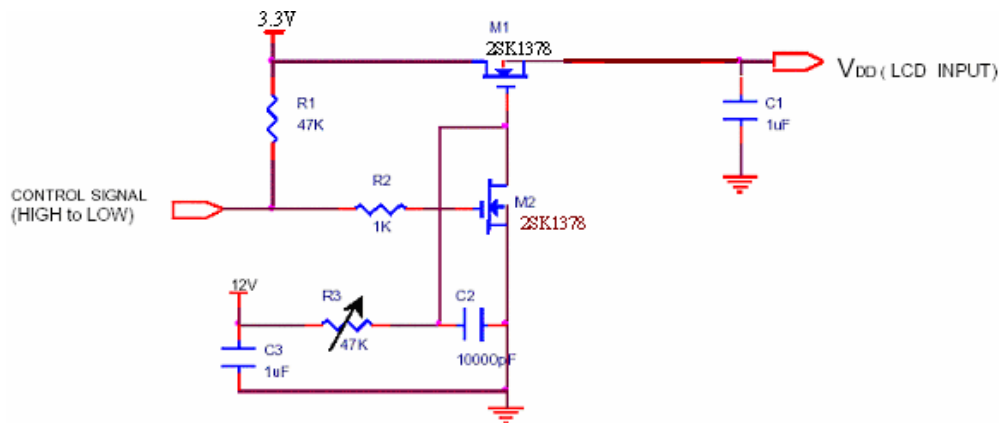 3.3V
M1
2SK1378
VDD ( LCD INPUT)
R1
47K
C1
1uF
CONTROL SIGNAL
(HIGH to LOW)
R2
1K
M2
2SK1378
12V
R3
47K
C2
10000pF
C3
1uF